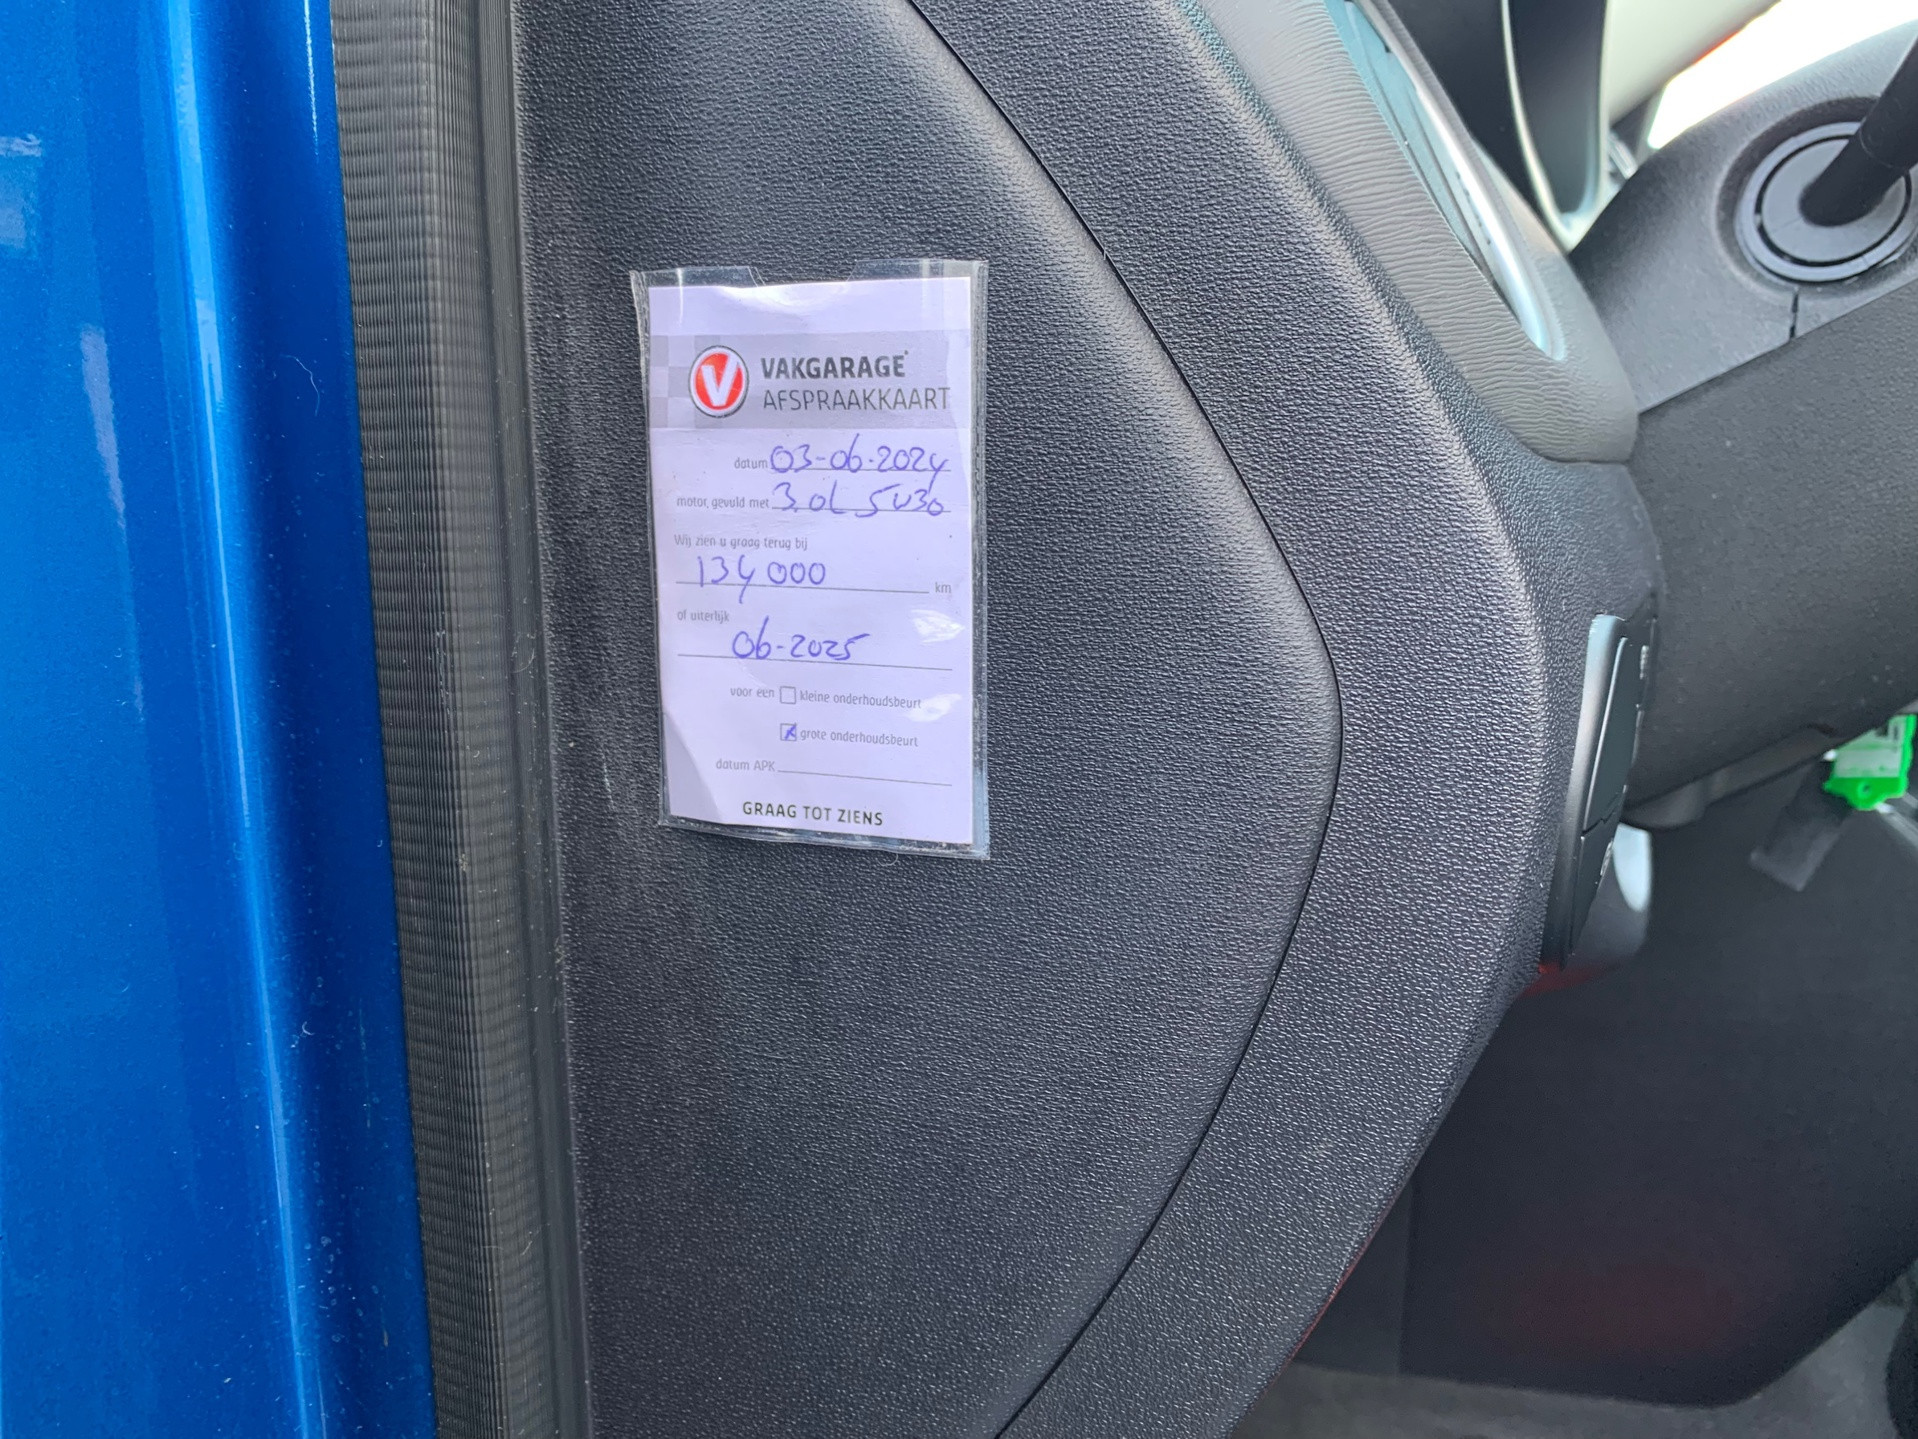 VAKGARAGE
AFSPRAAKKAART
datum 03-06-2024
motor, gevuld met 3.0L 5w30
Wij zien u graag terug bij
134000 km
of uiterlijk
06-2025
voor een kleine onderhoudsbeurt
grote onderhoudsbeurt
datum APK
GRAAG TOT ZIENS